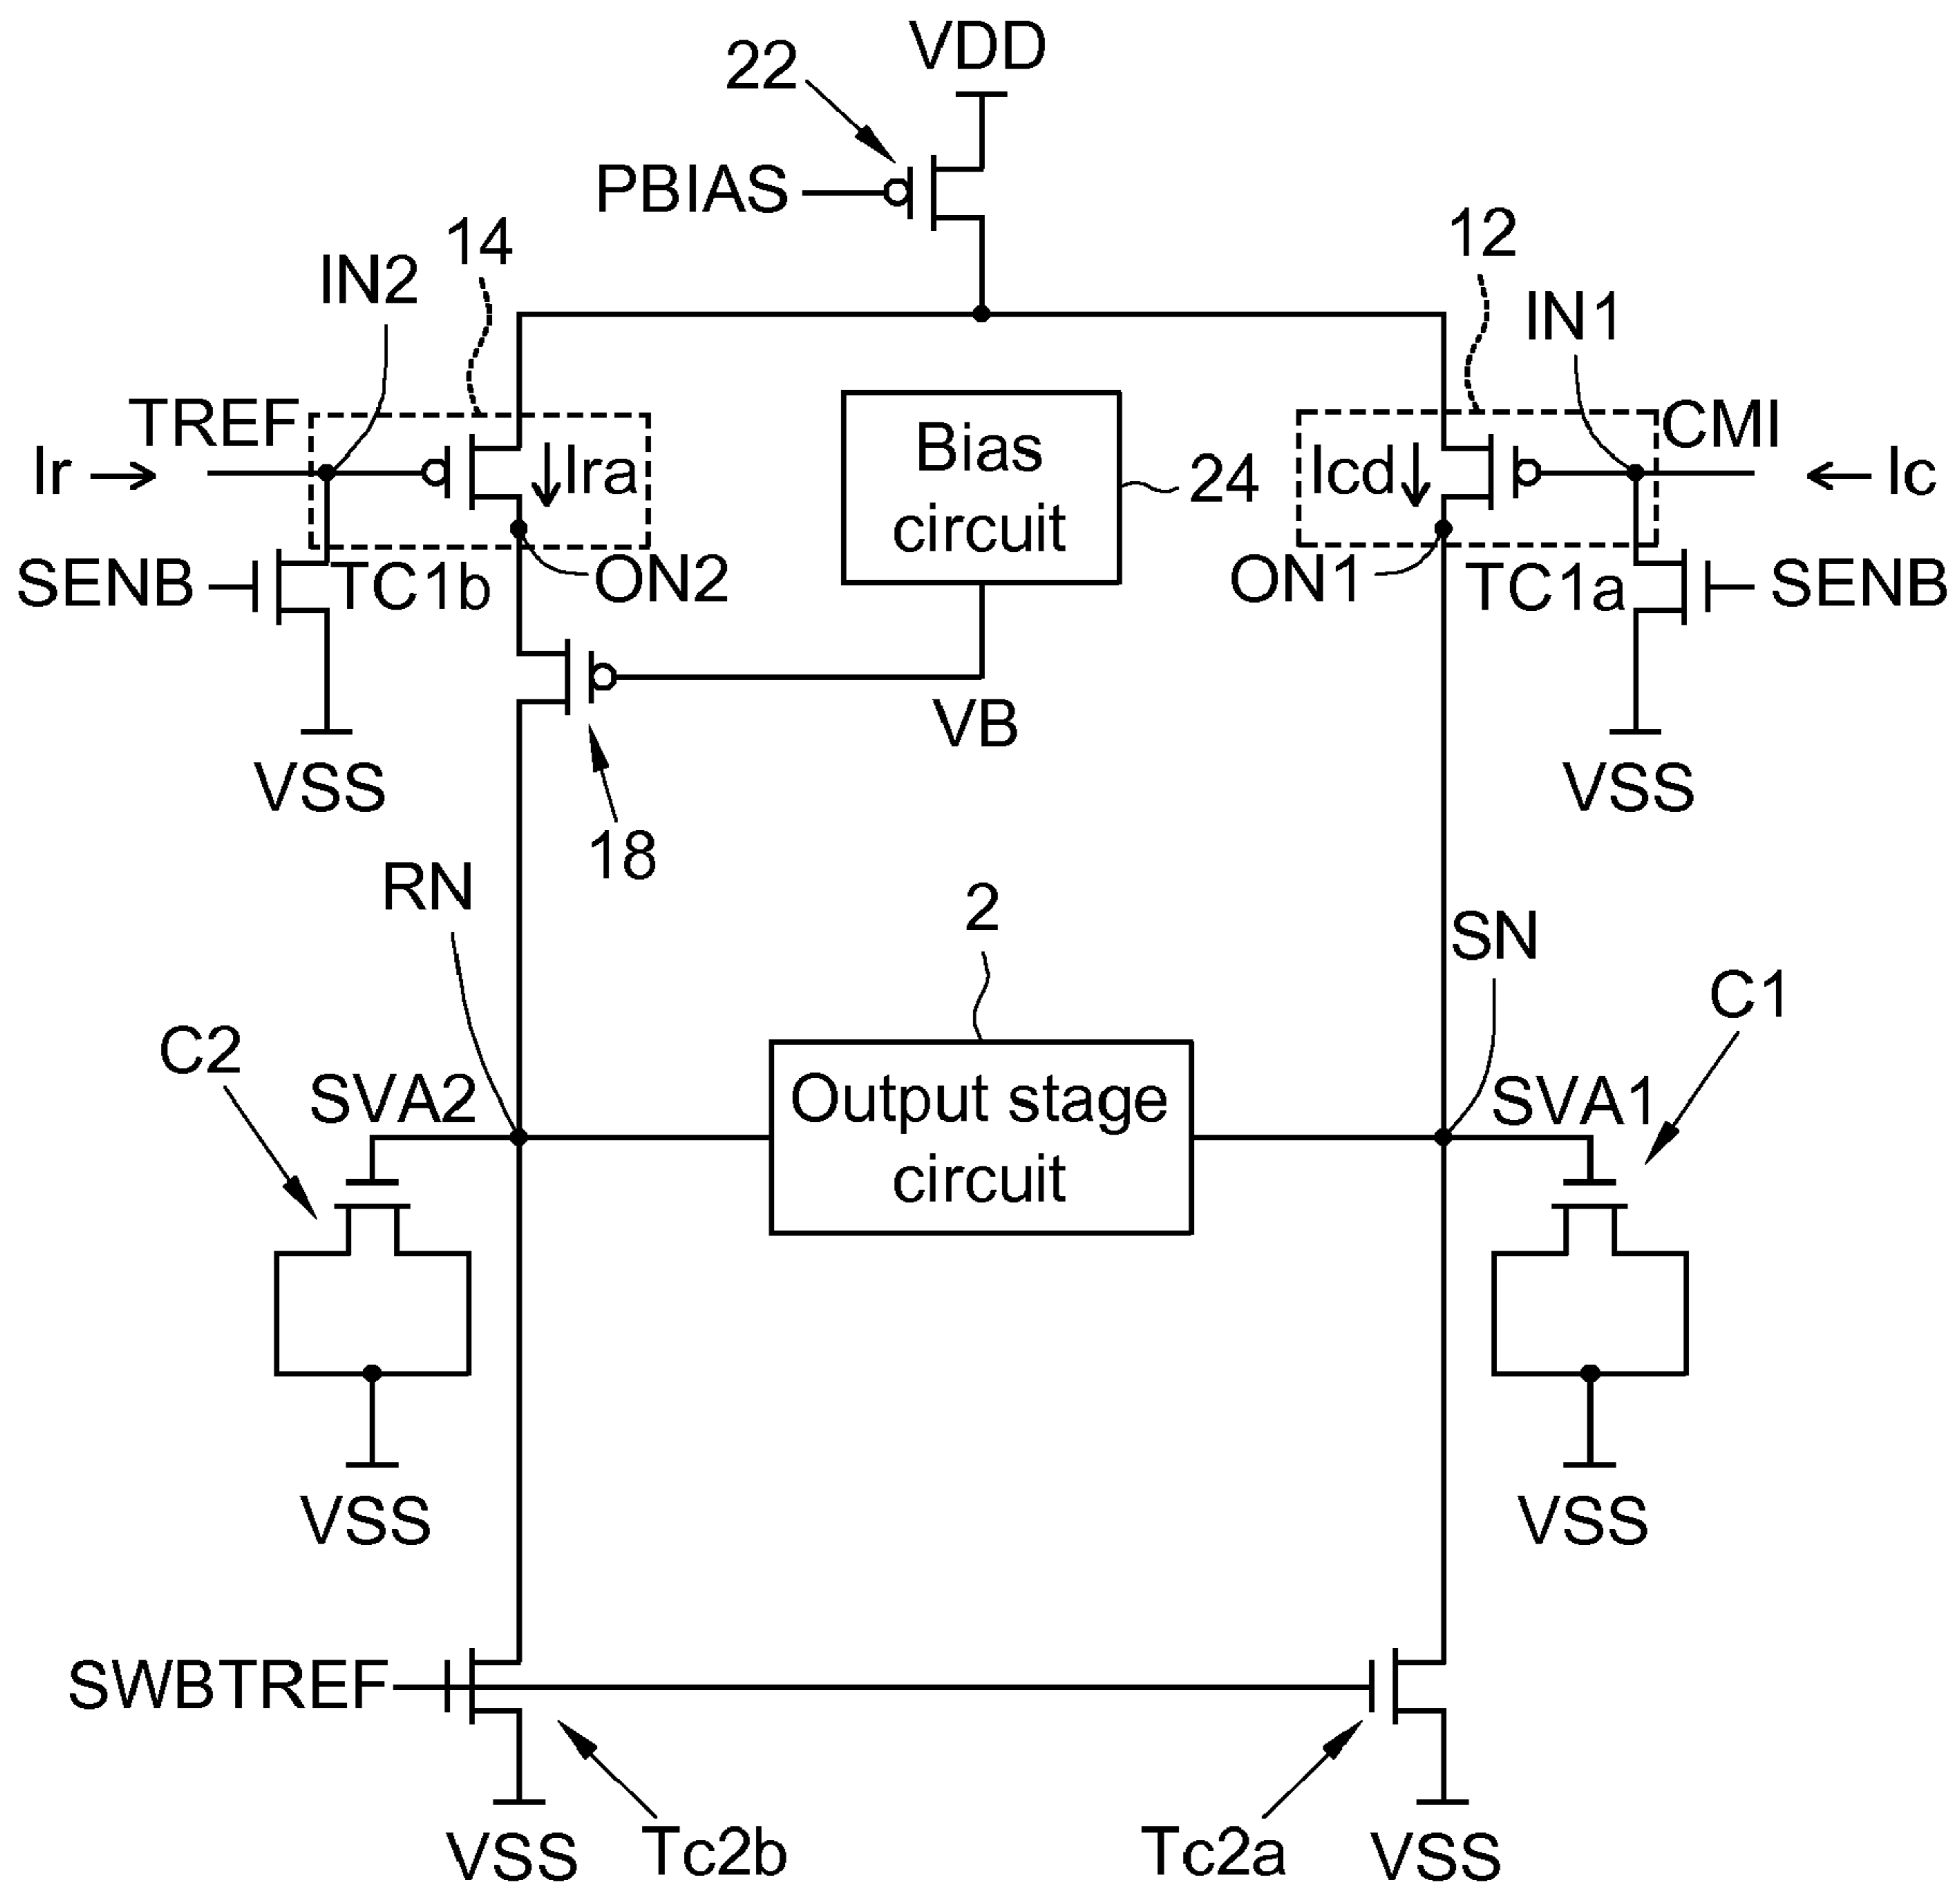 VDD
22
PBIAS
14
12
IN2
IN1
TREF
CMI
Ir
Ira
Bias
circuit
24
Icd
Ic
SENB
TC1b
ON2
ON1
TC1a
SENB
VB
VSS
VSS
18
RN
2
SN
C1
C2
SVA2
Output stage
circuit
SVA1
VSS
VSS
SWBTREF
Tc2b
Tc2a
VSS
VSS